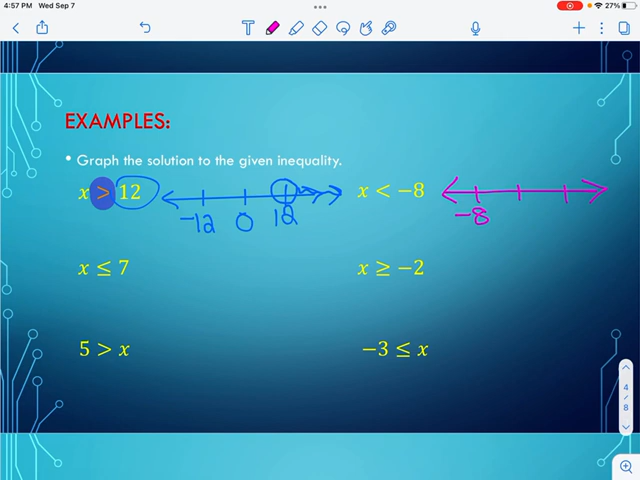 4:57 PM Wed Sep 7
27%
T
EXAMPLES:
• Graph the solution to the given inequality.
x > 12
-12 0 12
x < −8
-8
x ≤ 7
x ≥ −2
5 > x
−3 ≤ x
4
/
8